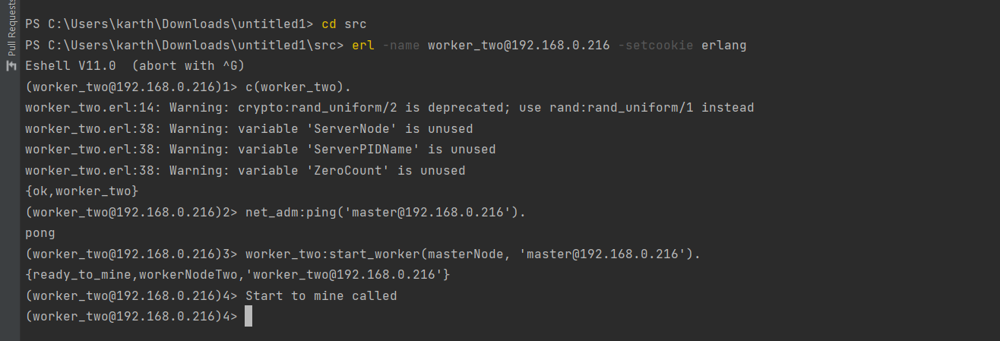 Pull Requests
PS C:\Users\karth\Downloads\untitled1> cd src
PS C:\Users\karth\Downloads\untitled1\src> erl -name worker_two@192.168.0.216 -setcookie erlang
Eshell V11.0  (abort with ^G)
(worker_two@192.168.0.216)1> c(worker_two).
worker_two.erl:14: Warning: crypto:rand_uniform/2 is deprecated; use rand:rand_uniform/1 instead
worker_two.erl:38: Warning: variable 'ServerNode' is unused
worker_two.erl:38: Warning: variable 'ServerPIDName' is unused
worker_two.erl:38: Warning: variable 'ZeroCount' is unused
{ok,worker_two}
(worker_two@192.168.0.216)2> net_adm:ping('master@192.168.0.216').
pong
(worker_two@192.168.0.216)3> worker_two:start_worker(masterNode, 'master@192.168.0.216').
{ready_to_mine,workerNodeTwo,'worker_two@192.168.0.216'}
(worker_two@192.168.0.216)4> Start to mine called
(worker_two@192.168.0.216)4>